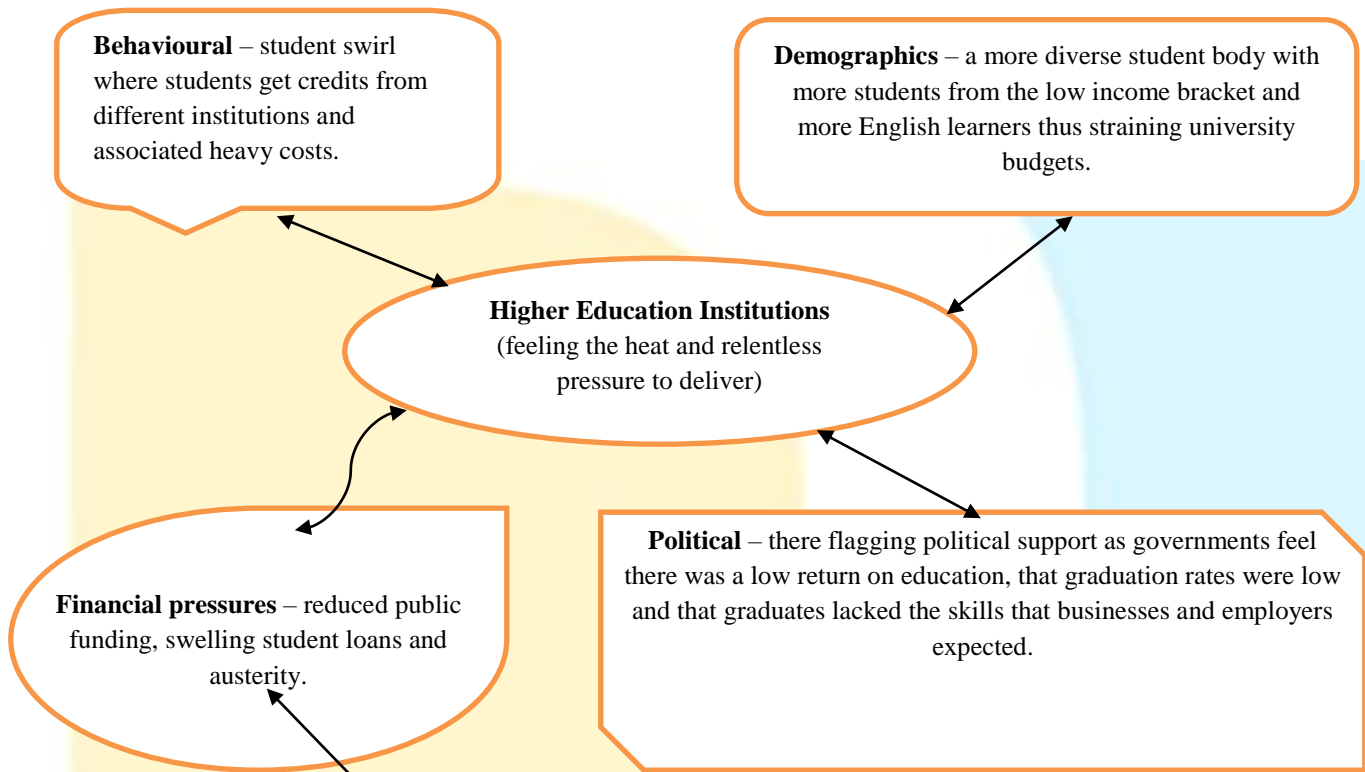 Behavioural – student swirl
where students get credits from
different institutions and
associated heavy costs.
Demographics – a more diverse student body with
more students from the low income bracket and
more English learners thus straining university
budgets.
Higher Education Institutions
(feeling the heat and relentless
pressure to deliver)
Financial pressures – reduced public
funding, swelling student loans and
austerity.
Political – there flagging political support as governments feel
there was a low return on education, that graduation rates were low
and that graduates lacked the skills that businesses and employers
expected.